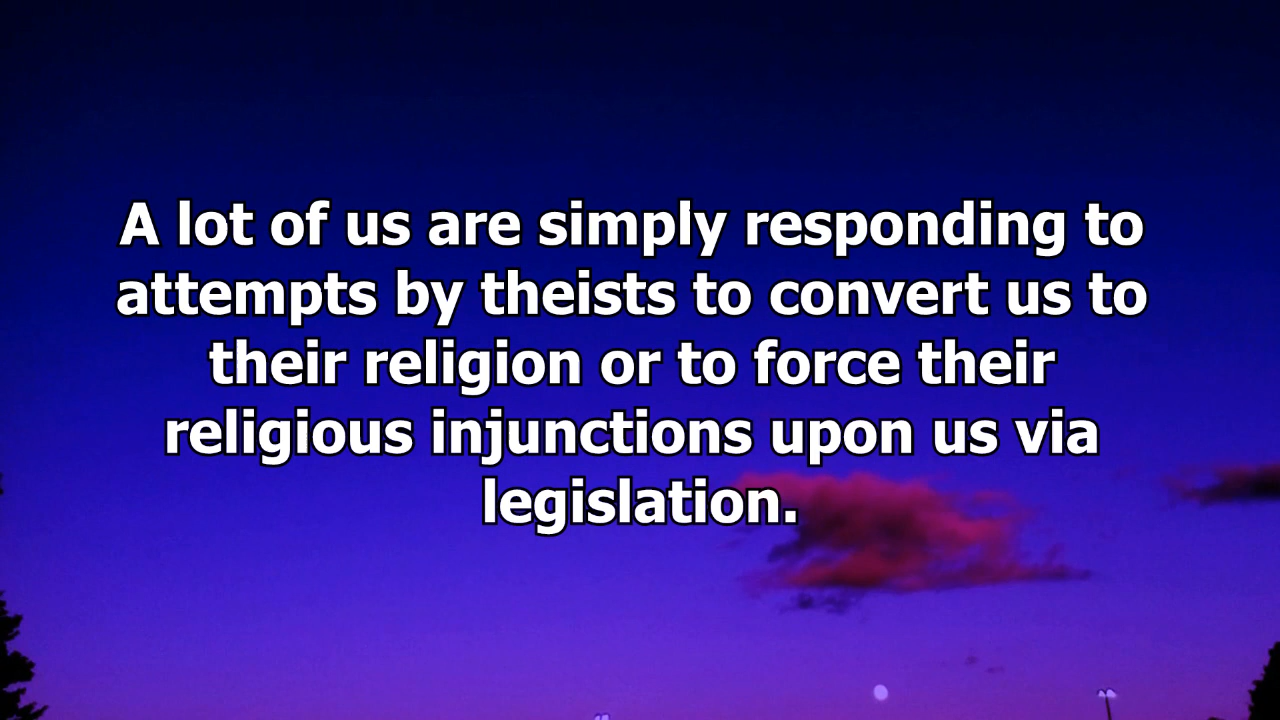 A lot of us are simply responding to
attempts by theists to convert us to
their religion or to force their
religious injunctions upon us via
legislation.